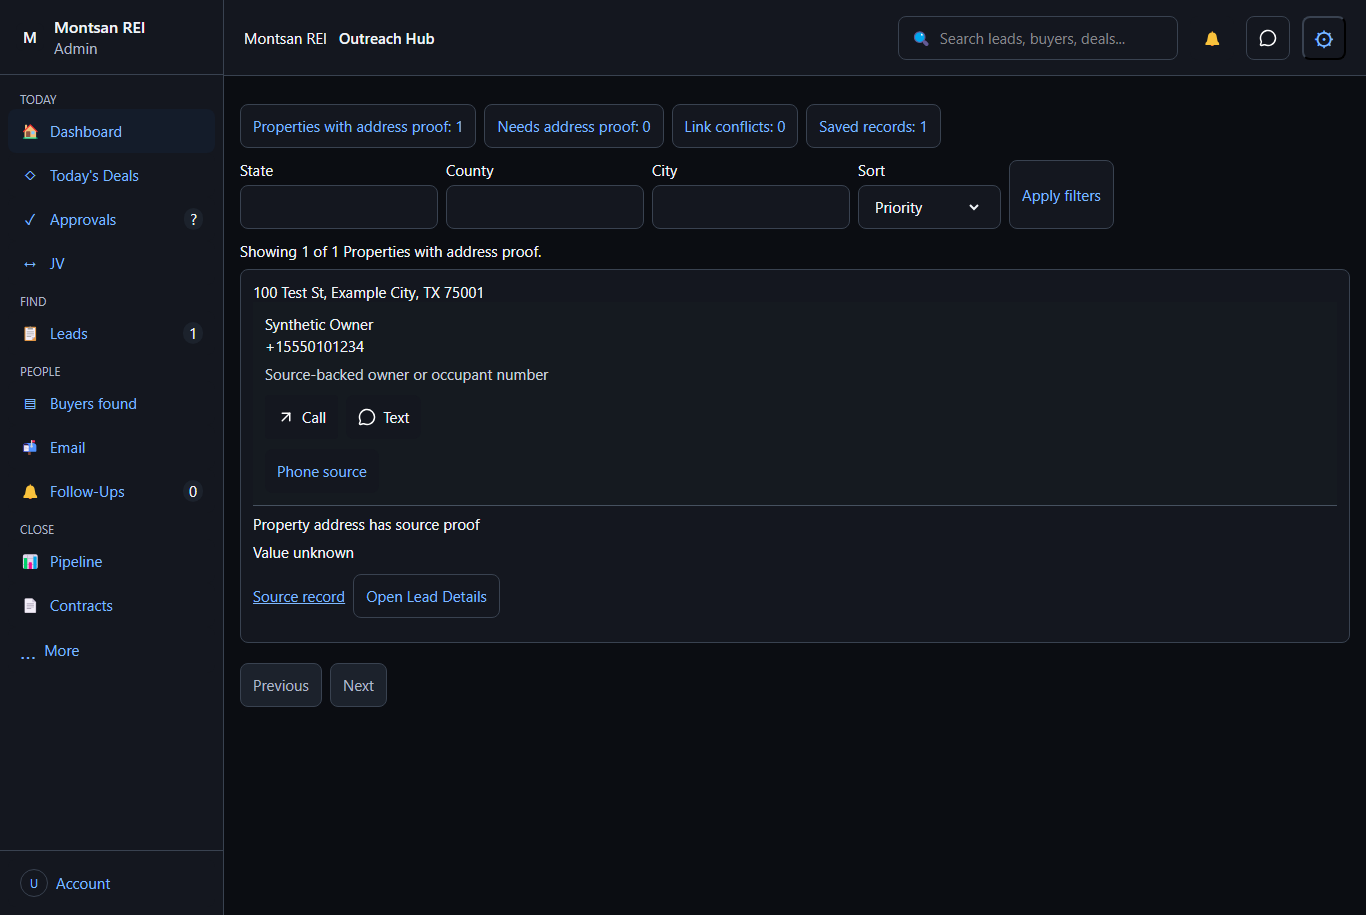 M
Montsan REI
Admin
TODAY
Dashboard
Today's Deals
Approvals ?
JV
FIND
Leads 1
PEOPLE
Buyers found
Email
Follow-Ups 0
CLOSE
Pipeline
Contracts
... More
U Account
Montsan REI Outreach Hub
Search leads, buyers, deals...
Properties with address proof: 1 Needs address proof: 0 Link conflicts: 0 Saved records: 1
State County City Sort
Priority Apply filters
Showing 1 of 1 Properties with address proof.
100 Test St, Example City, TX 75001
Synthetic Owner
+15550101234
Source-backed owner or occupant number
Call Text
Phone source
Property address has source proof
Value unknown
Source record Open Lead Details
Previous Next